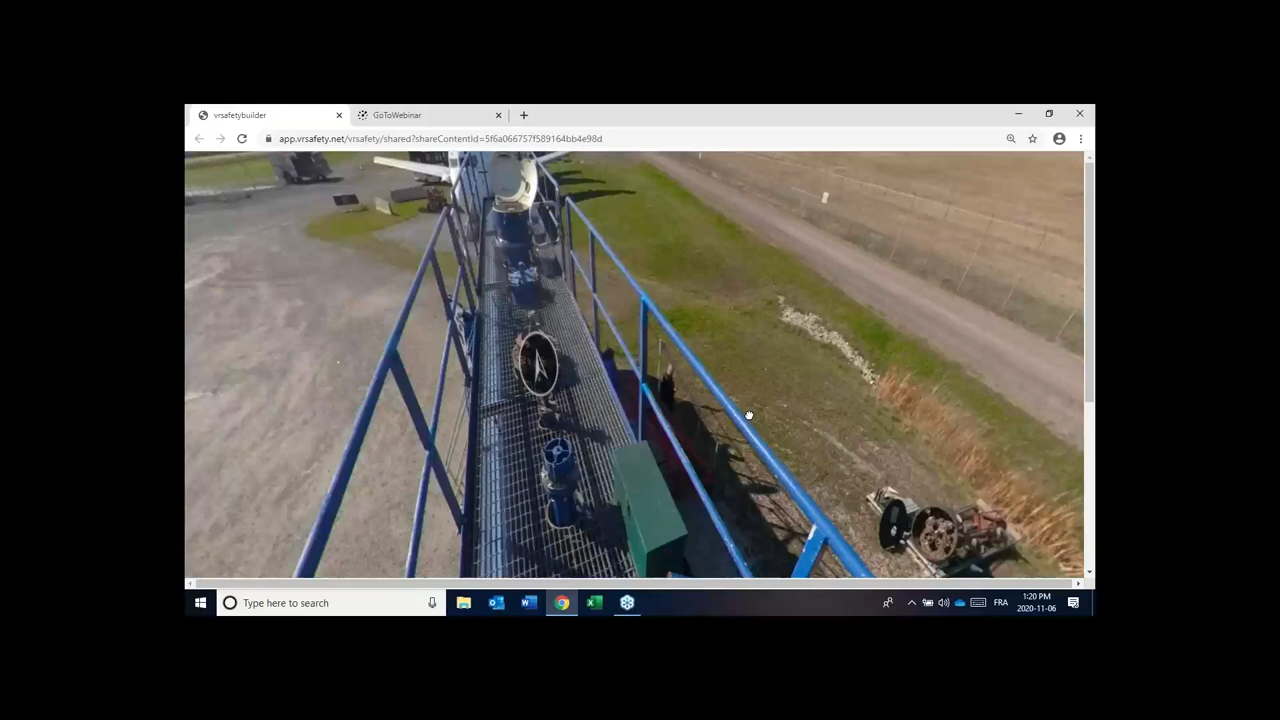 vrsafetybuilder
GoToWebinar
app.vrsafety.net/vrsafety/shared?shareContentId=5f6a066757f589164bb4e98d
Type here to search
FRA
1:20 PM
2020-11-06